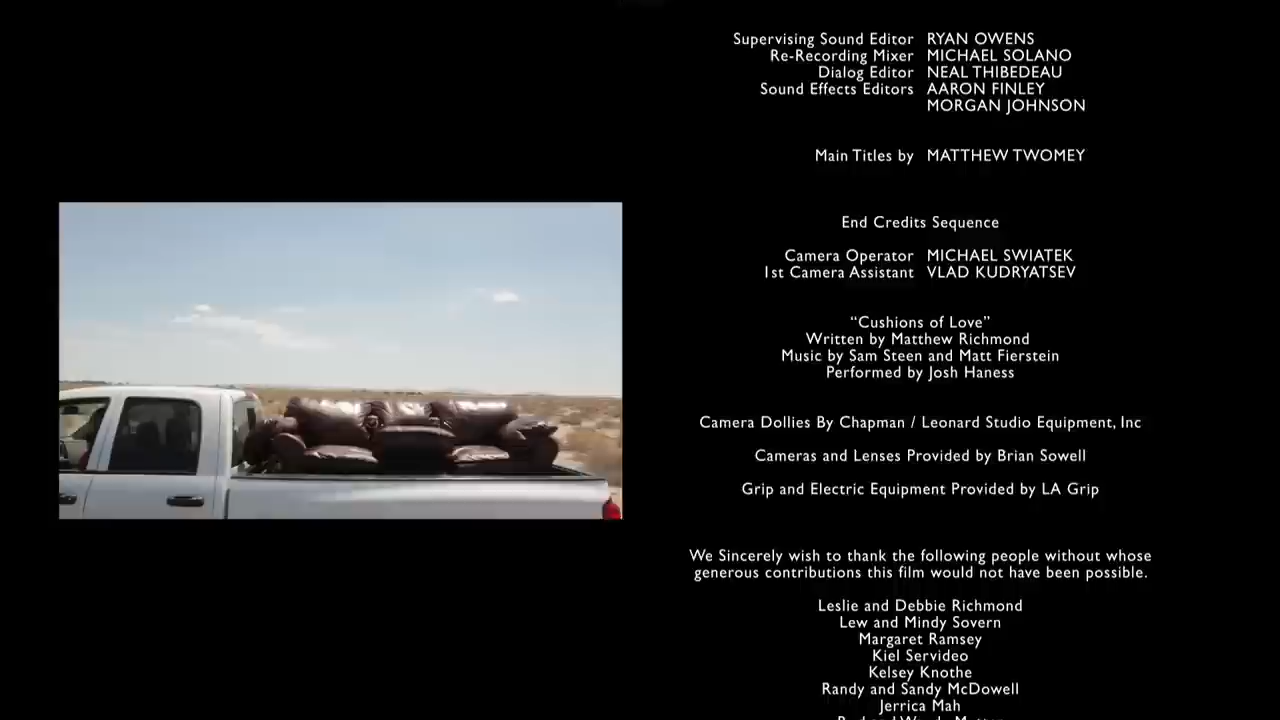 Supervising Sound Editor RYAN OWENS
Re-Recording Mixer MICHAEL SOLANO
Dialog Editor NEAL THIBEDEAU
Sound Effects Editors AARON FINLEY
MORGAN JOHNSON
Main Titles by MATTHEW TWOMEY
End Credits Sequence
Camera Operator MICHAEL SWIATEK
1st Camera Assistant VLAD KUDRYATSEV
“Cushions of Love”
Written by Matthew Richmond
Music by Sam Steen and Matt Fierstein
Performed by Josh Haness
Camera Dollies By Chapman / Leonard Studio Equipment, Inc
Cameras and Lenses Provided by Brian Sowell
Grip and Electric Equipment Provided by LA Grip
We Sincerely wish to thank the following people without whose
generous contributions this film would not have been possible.
Leslie and Debbie Richmond
Lew and Mindy Sovern
Margaret Ramsey
Kiel Servideo
Kelsey Knothe
Randy and Sandy McDowell
Jerrica Mah